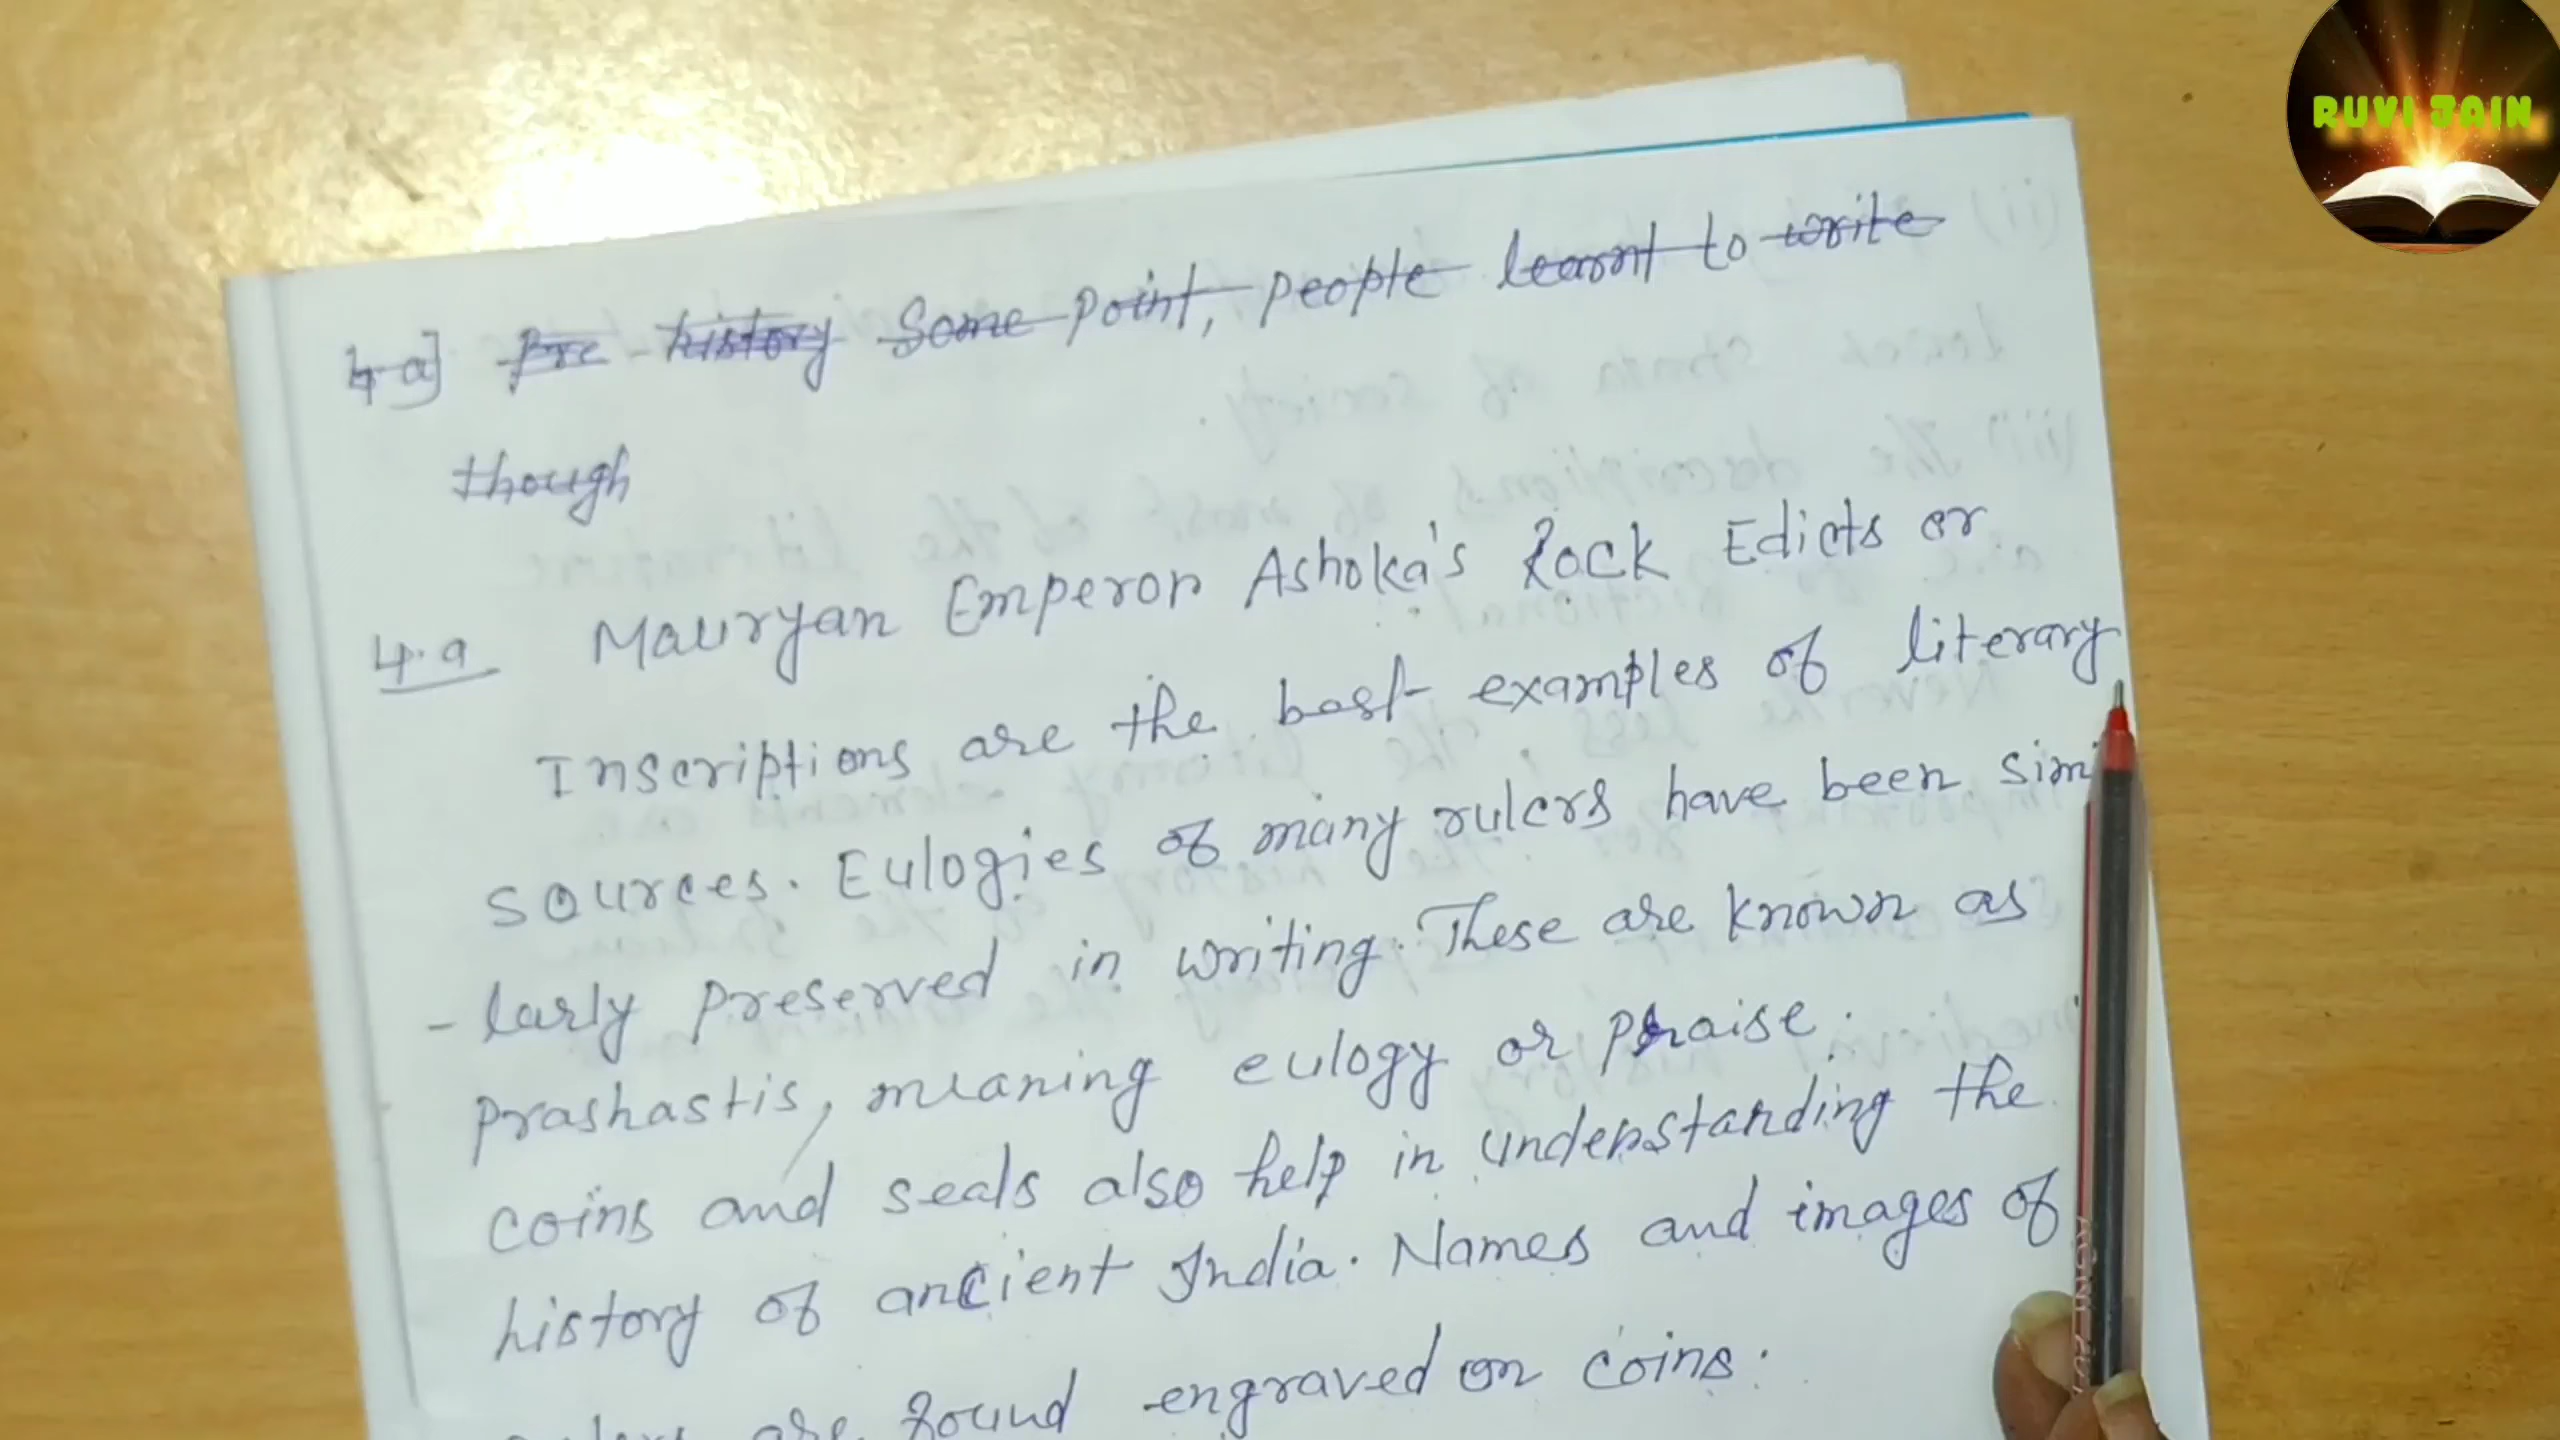 RUVI JAIN
4.a] Pre-history Some point, people learnt to write
though
4.a Mauryan Emperor Ashoka's Rock Edicts or
Inscriptions are the best examples of literary
sources. Eulogies of many rulers have been simi
-larly preserved in writing. These are known as
prashastis, meaning eulogy or praise.
coins and seals also help in understanding the
history of ancient India. Names and images of
rulers are found engraved on coins.